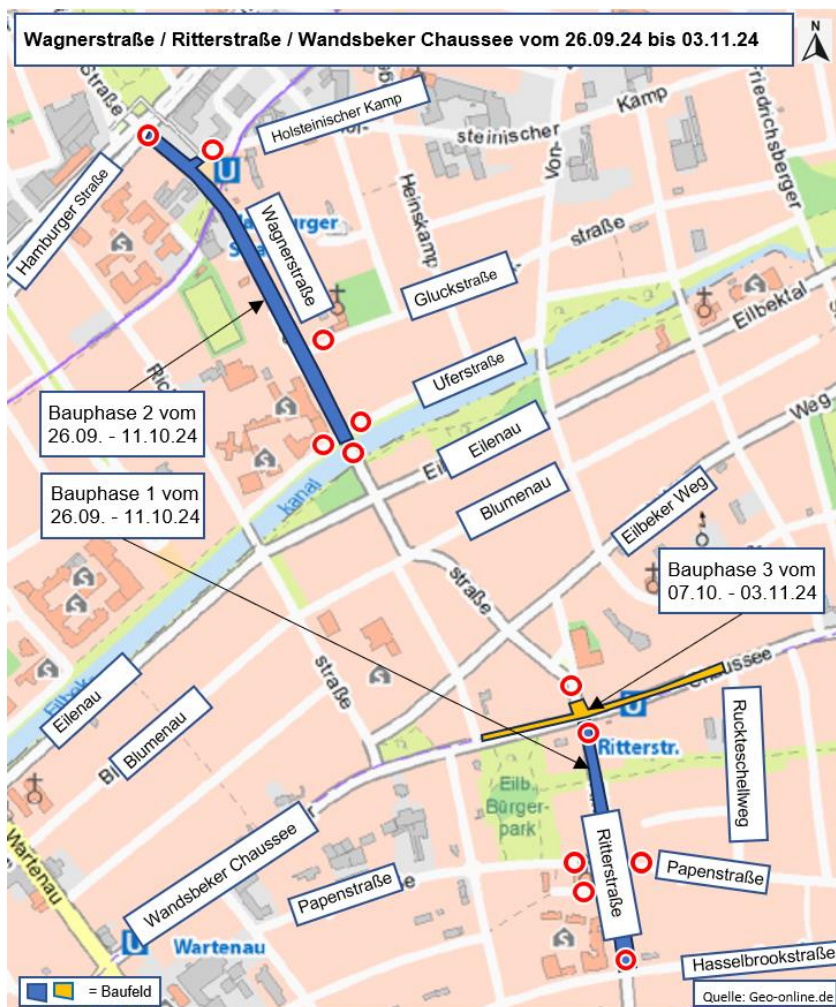 Wagnerstraße / Ritterstraße / Wandsbeker Chaussee vom 26.09.24 bis 03.11.24
N
Straße
Holsteinischer Kamp
steinischer
Kamp
Friedrichsberger
Von-
Heinskamp
U
Hamburger Straße
Wagnerstraße
straße
Gluckstraße
Eilbektal
Uferstraße
Bauphase 2 vom
26.09. - 11.10.24
Eilenau
Weg
Blumenau
kanal
Bauphase 1 vom
26.09. - 11.10.24
Eilbeker Weg
Bauphase 3 vom
07.10. - 03.11.24
straße
straße
Chaussee
U
Ritterstr.
Eilenau
Blumenau
Ruckteschellweg
Eilb.
Bürger-
park
Wartenau
Wandsbeker Chaussee
Ritterstraße
Papenstraße
Papenstraße
U
Wartenau
Hasselbrookstraße
= Baufeld
Quelle: Geo-online.de